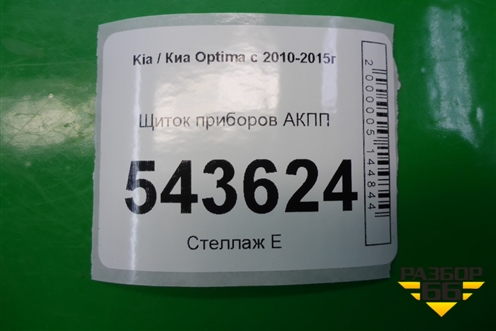 Kia / Киа Optima с 2010-2015г
Щиток приборов АКПП
543624
Стеллаж Е
2000005144844
РАЗБОР
66